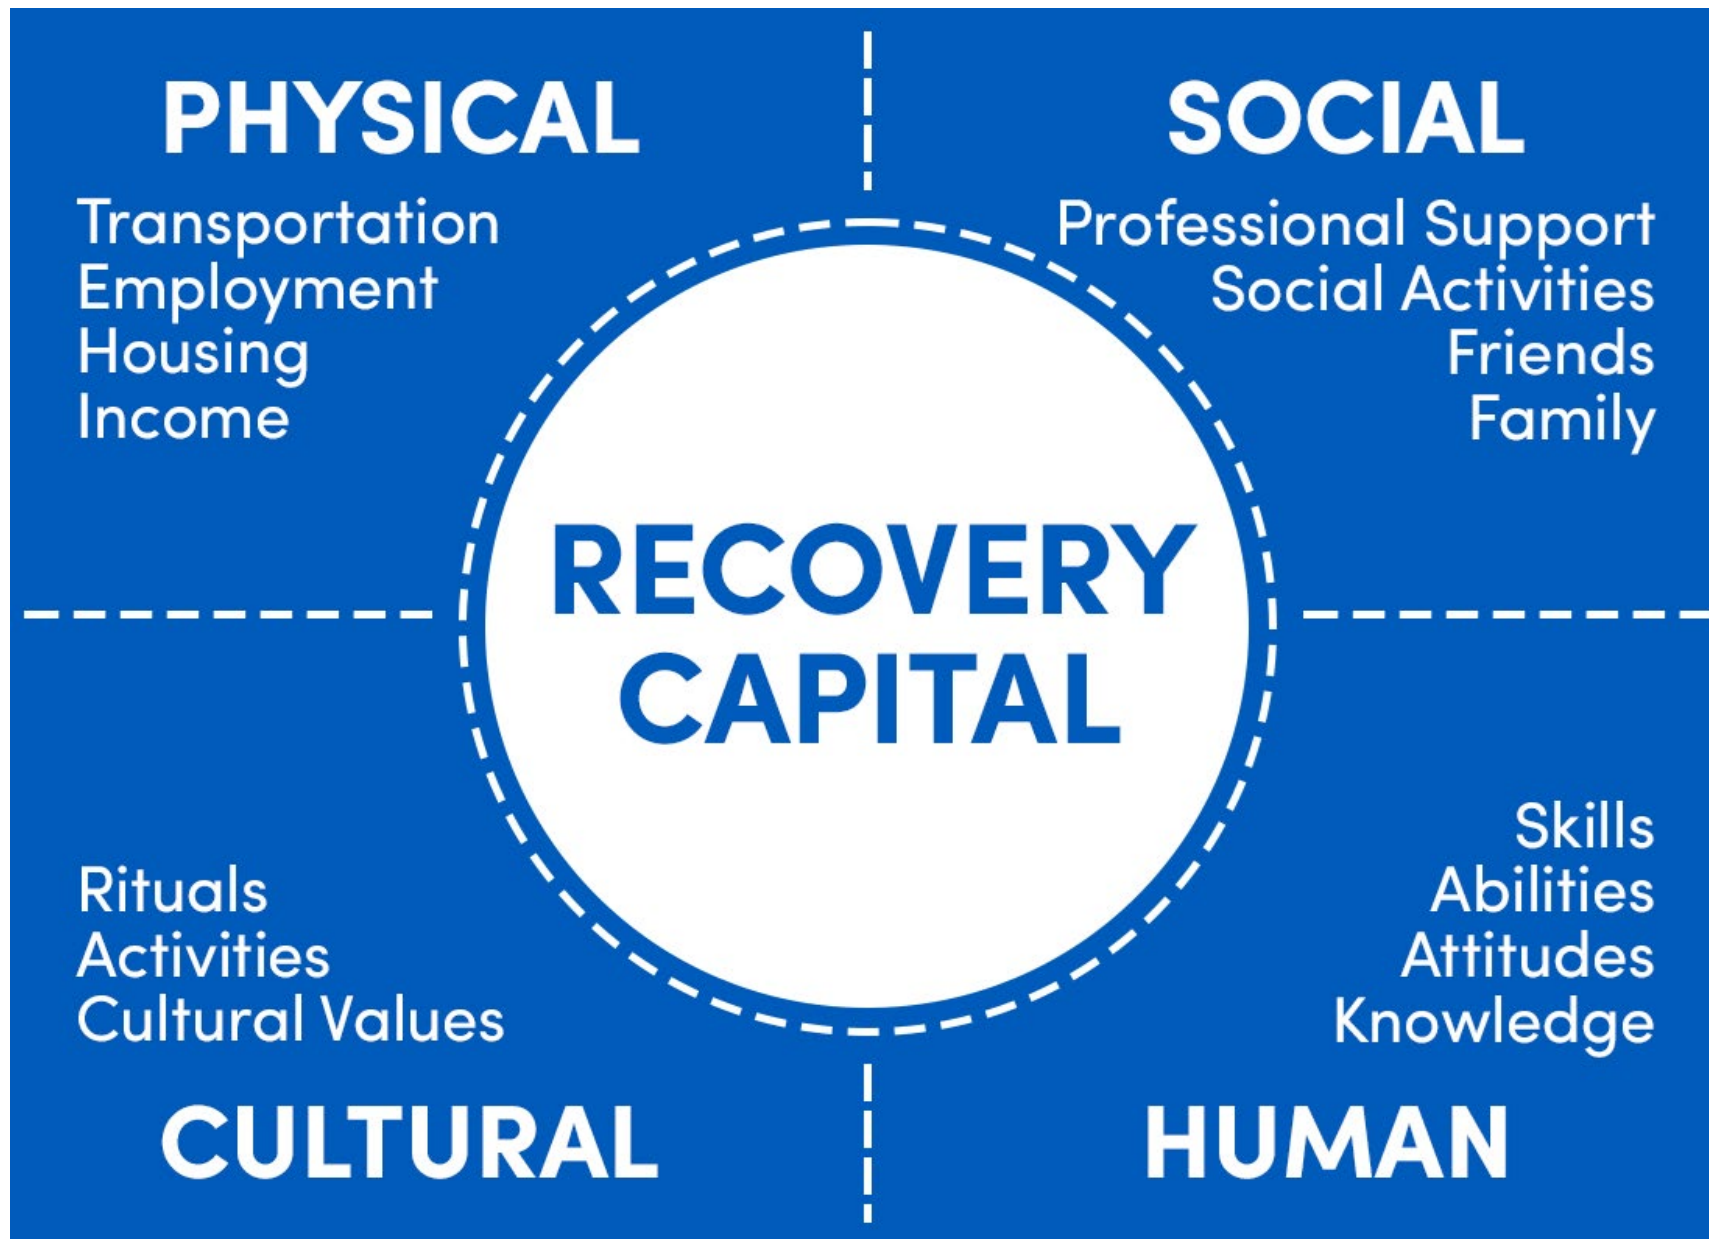 PHYSICAL
Transportation
Employment
Housing
Income
SOCIAL
Professional Support
Social Activities
Friends
Family
RECOVERY
CAPITAL
Rituals
Activities
Cultural Values
CULTURAL
Skills
Abilities
Attitudes
Knowledge
HUMAN